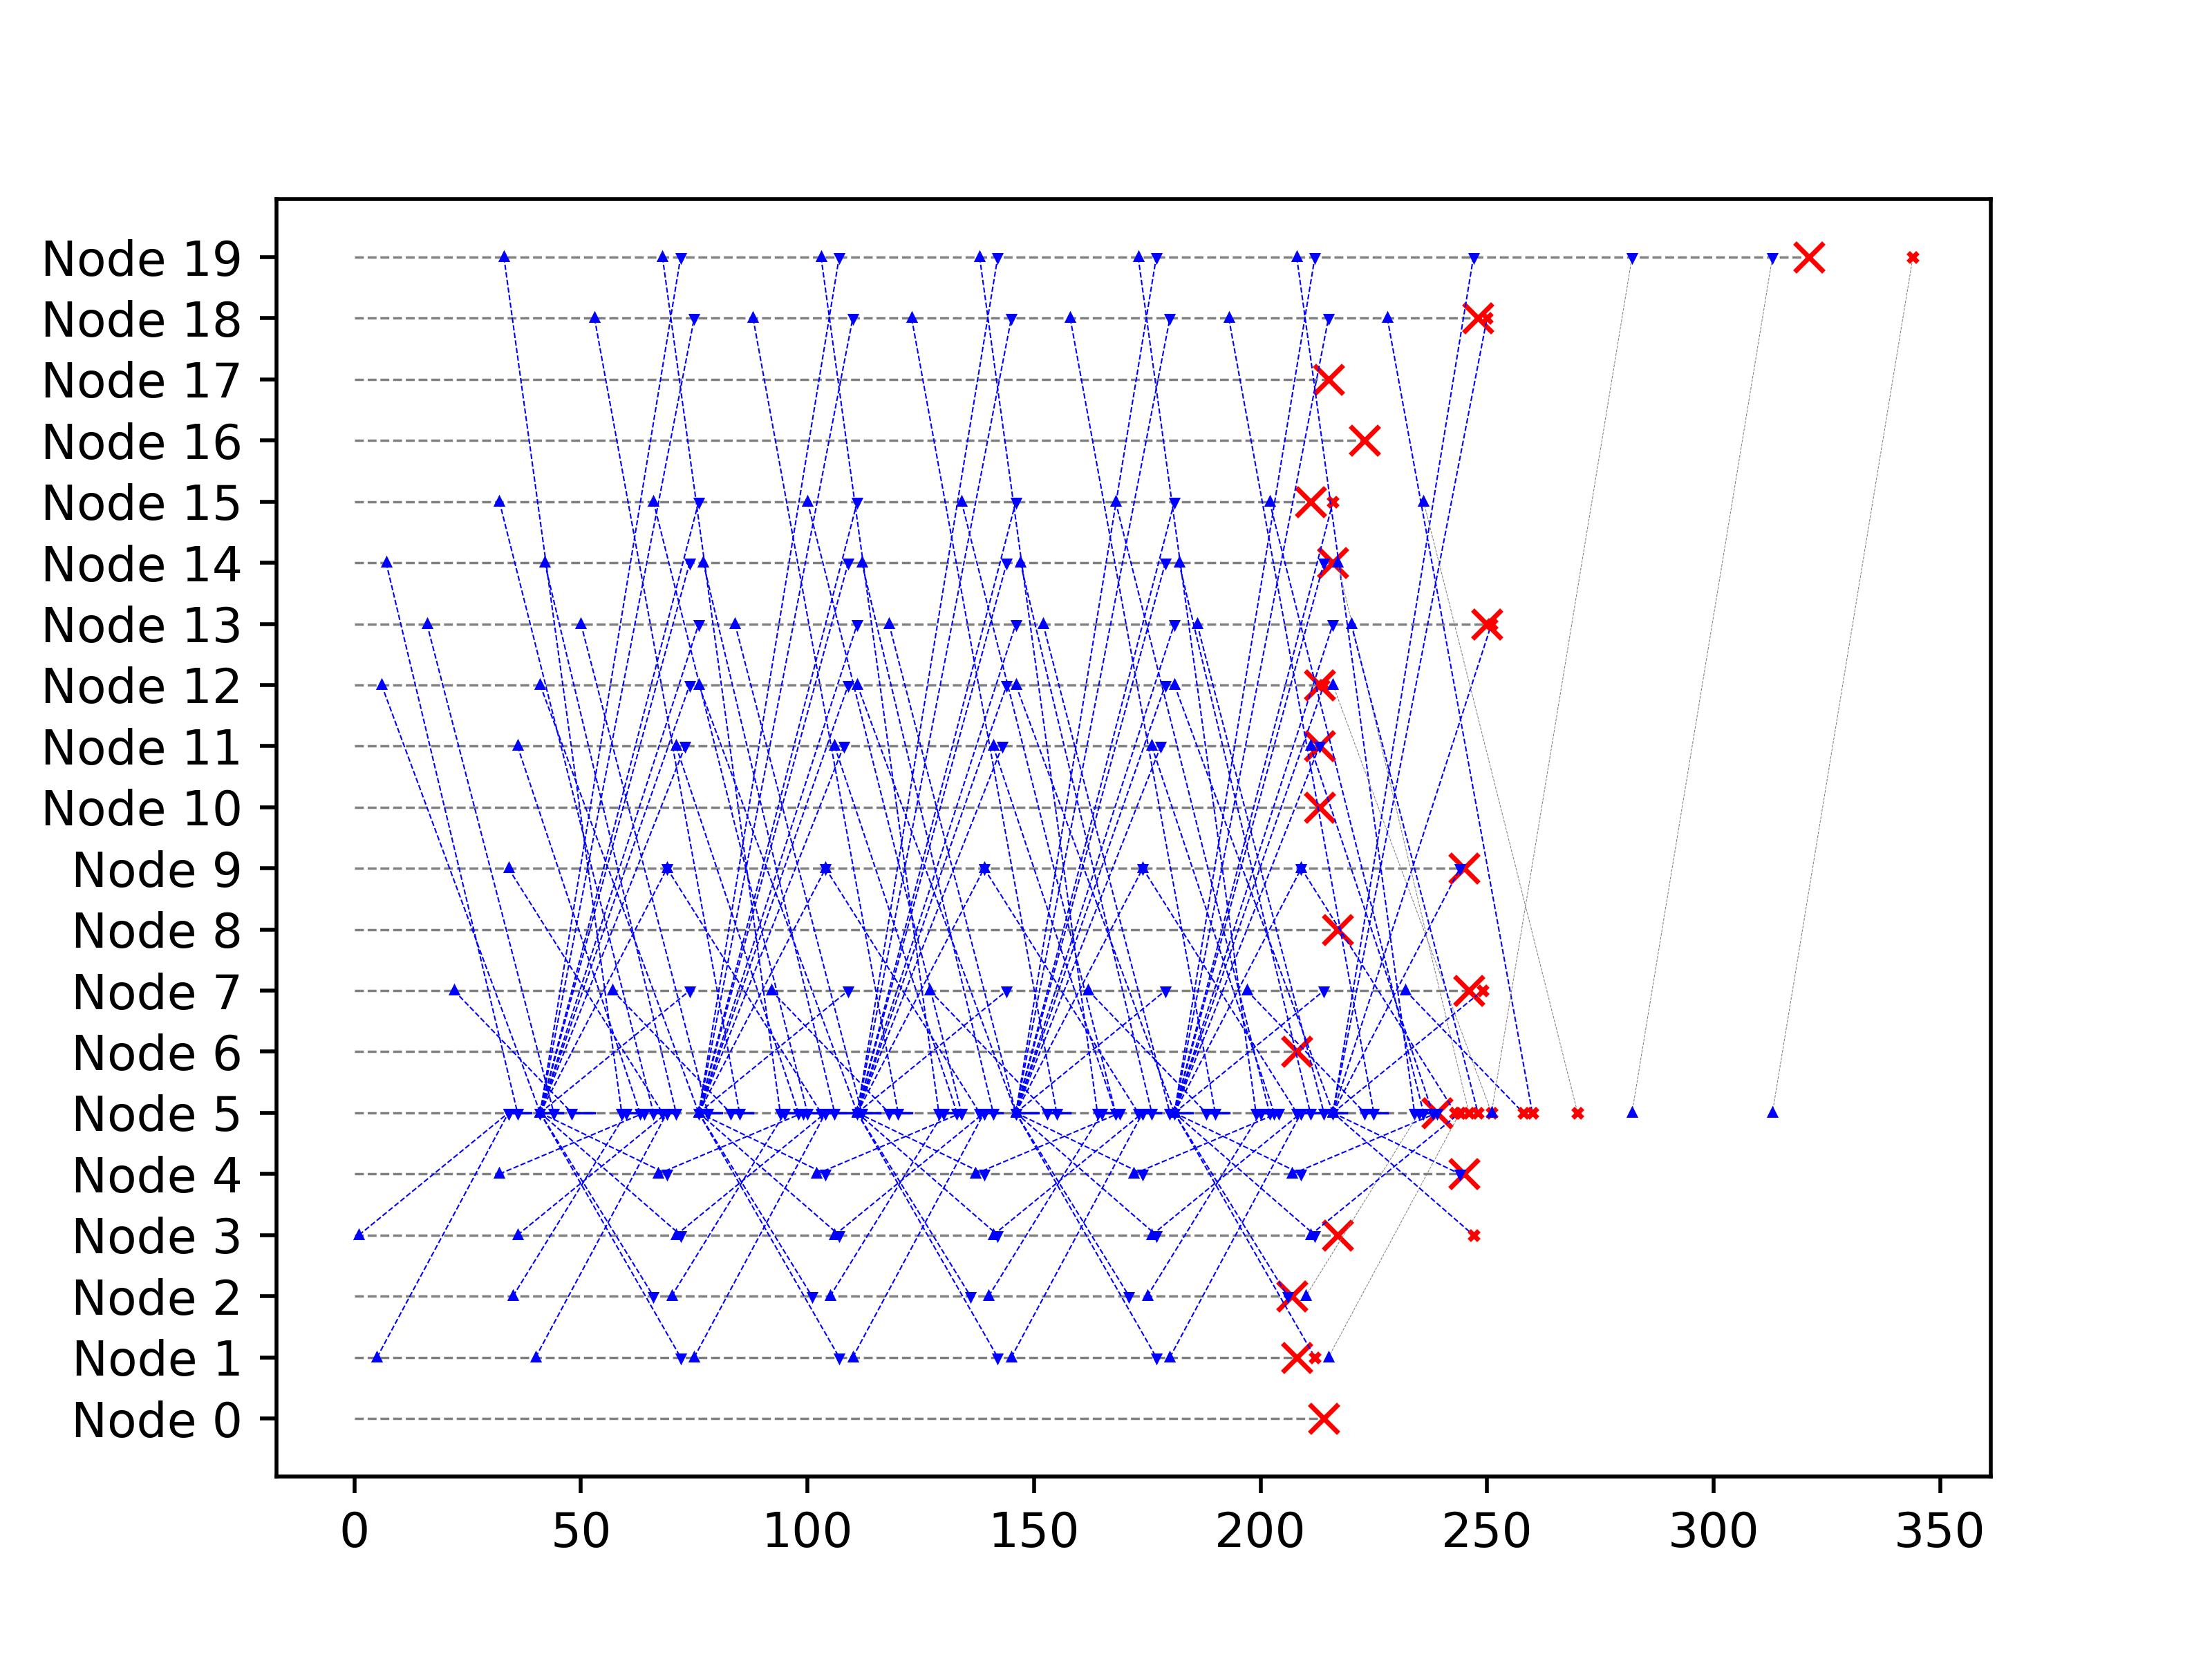 Node 19
Node 18
Node 17
Node 16
Node 15
Node 14
Node 13
Node 12
Node 11
Node 10
Node 9
Node 8
Node 7
Node 6
Node 5
Node 4
Node 3
Node 2
Node 1
Node 0
0 50 100 150 200 250 300 350